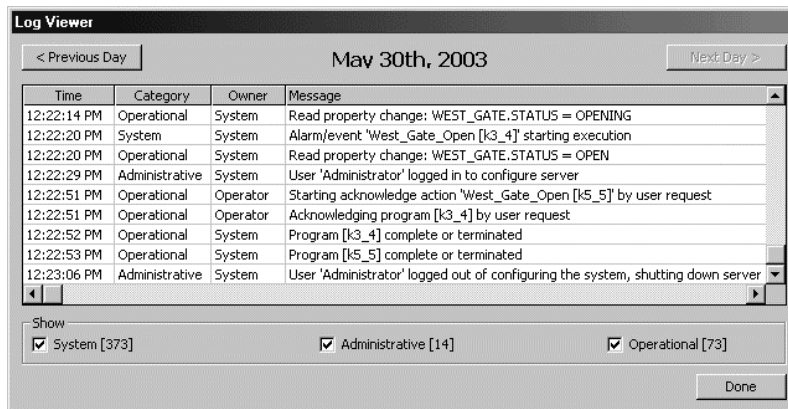 Log Viewer
< Previous Day May 30th, 2003 Next Day >
Time Category Owner Message
12:22:14 PM Operational System Read property change: WEST_GATE.STATUS = OPENING
12:22:20 PM System System Alarm/event 'West_Gate_Open [k3_4]' starting execution
12:22:20 PM Operational System Read property change: WEST_GATE.STATUS = OPEN
12:22:29 PM Administrative System User 'Administrator' logged in to configure server
12:22:51 PM Operational Operator Starting acknowledge action 'West_Gate_Open [k5_5]' by user request
12:22:51 PM Operational Operator Acknowledging program [k3_4] by user request
12:22:52 PM Operational System Program [k3_4] complete or terminated
12:22:53 PM Operational System Program [k5_5] complete or terminated
12:23:06 PM Administrative System User 'Administrator' logged out of configuring the system, shutting down server
Show
System [373] Administrative [14] Operational [73]
Done